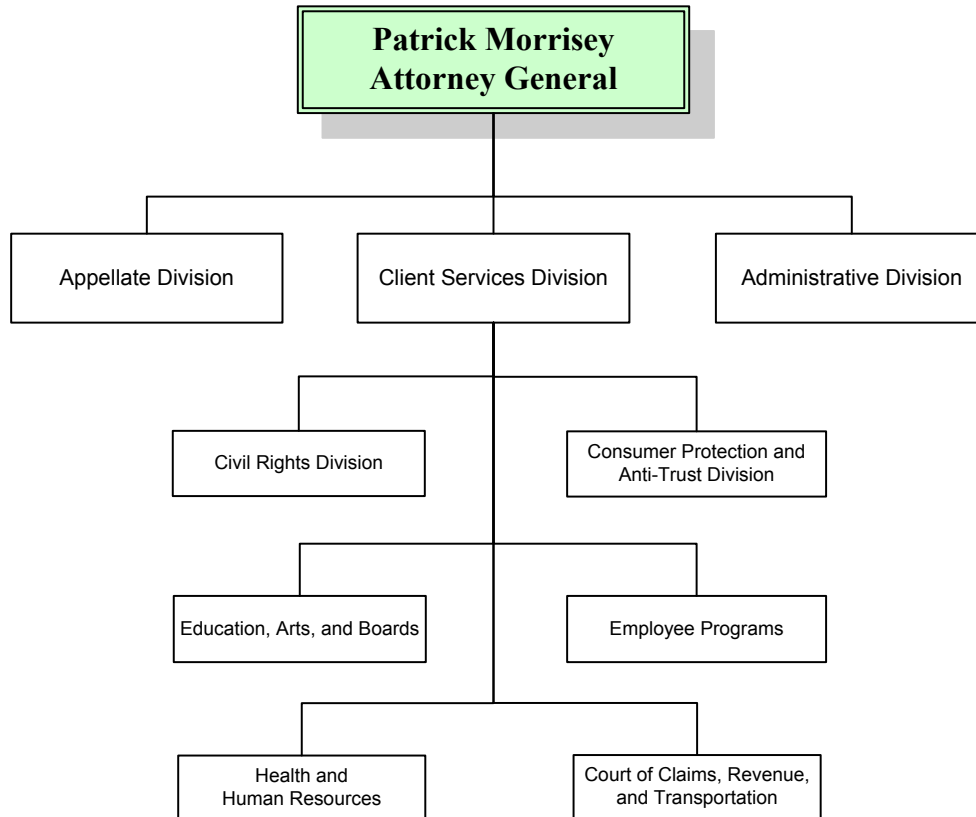 Patrick Morrisey
Attorney General
Appellate Division
Client Services Division
Administrative Division
Civil Rights Division
Consumer Protection and
Anti-Trust Division
Education, Arts, and Boards
Employee Programs
Health and
Human Resources
Court of Claims, Revenue,
and Transportation